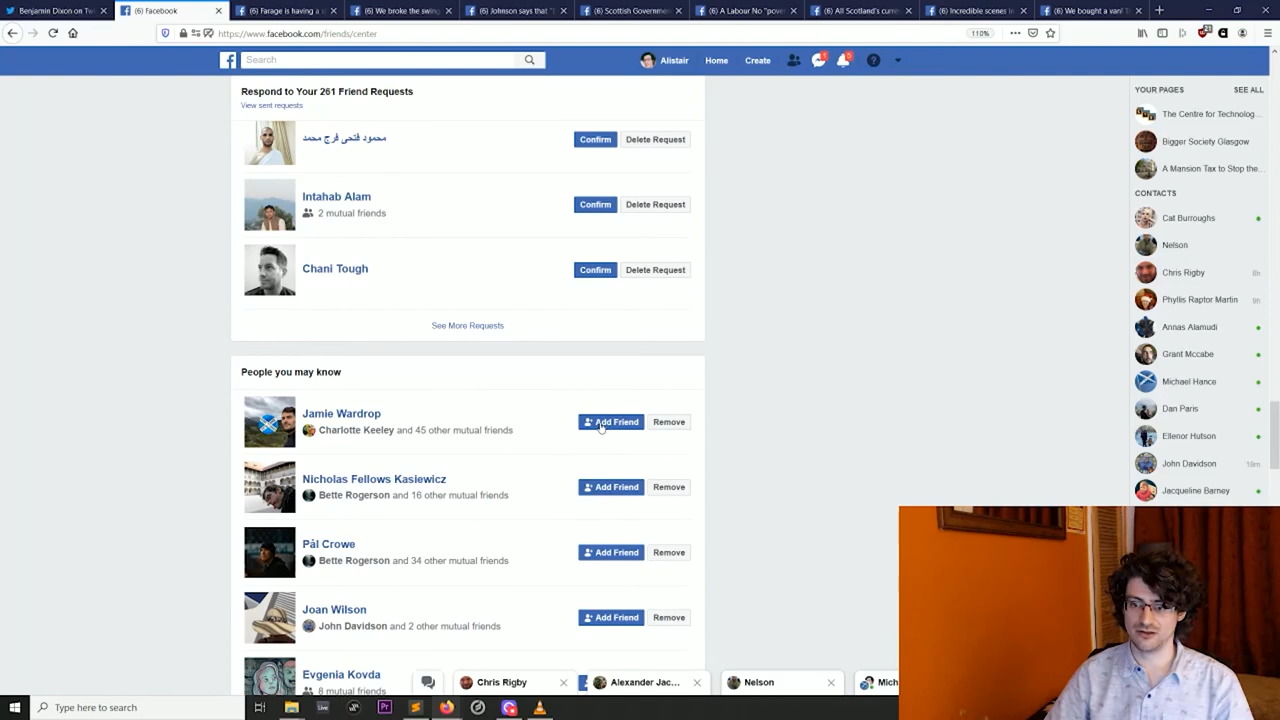 Benjamin Dixon on Tw
(6) Facebook
(6) Farage is having a
(6) We broke the swing
(6) Johnson says that "I
(6) Scottish Governme
(6) A Labour No "pove
(6) All Scotland's curre
(6) Incredible scenes in
(6) We bought a van! T
https://www.facebook.com/friends/center
110%
Search
Alistair
Home
Create
Respond to Your 261 Friend Requests
View sent requests
محمود فتحى فرج محمد
Confirm
Delete Request
Intahab Alam
2 mutual friends
Confirm
Delete Request
Chani Tough
Confirm
Delete Request
See More Requests
People you may know
Jamie Wardrop
Charlotte Keeley and 45 other mutual friends
Add Friend
Remove
Nicholas Fellows Kasiewicz
Bette Rogerson and 16 other mutual friends
Add Friend
Remove
Pål Crowe
Bette Rogerson and 34 other mutual friends
Add Friend
Remove
Joan Wilson
John Davidson and 2 other mutual friends
Add Friend
Remove
Evgenia Kovda
8 mutual friends
YOUR PAGES
SEE ALL
The Centre for Technolog...
Bigger Society Glasgow
A Mansion Tax to Stop the...
CONTACTS
Cat Burroughs
Nelson
Chris Rigby
8h
Phyllis Raptor Martin
9h
Annas Alamudi
Grant Mccabe
Michael Hance
Dan Paris
Ellenor Hutson
John Davidson
Jacqueline Barney
Chris Rigby
Alexander Jac...
Nelson
Mich
Type here to search
Live
Pr